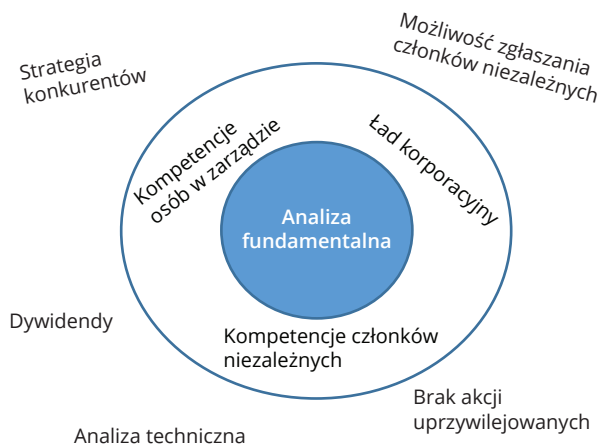 Strategia
konkurentów
Możliwość zgłaszania
członków niezależnych
Kompetencje
osób w zarządzie
Ład korporacyjny
Analiza
fundamentalna
Dywidendy
Kompetencje członków
niezależnych
Brak akcji
uprzywilejowanych
Analiza techniczna